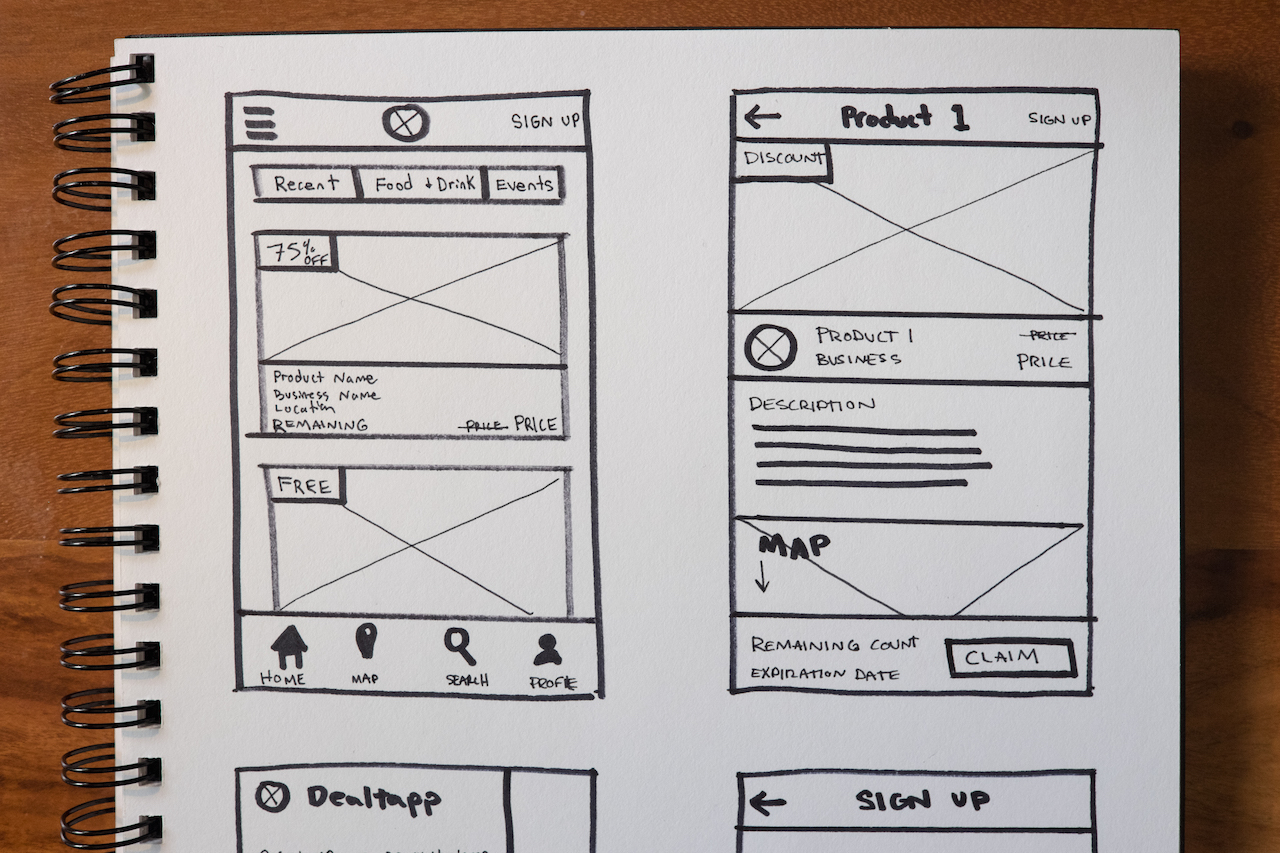 SIGN UP
Recent Food + Drink Events
75% OFF
Product Name
Business Name
Location
REMAINING PRICE PRICE
FREE
HOME MAP SEARCH PROFILE
Product 1 SIGN UP
DISCOUNT
PRODUCT 1 PRICE
BUSINESS PRICE
DESCRIPTION
MAP
REMAINING COUNT
EXPIRATION DATE
CLAIM
Dealtapp
SIGN UP